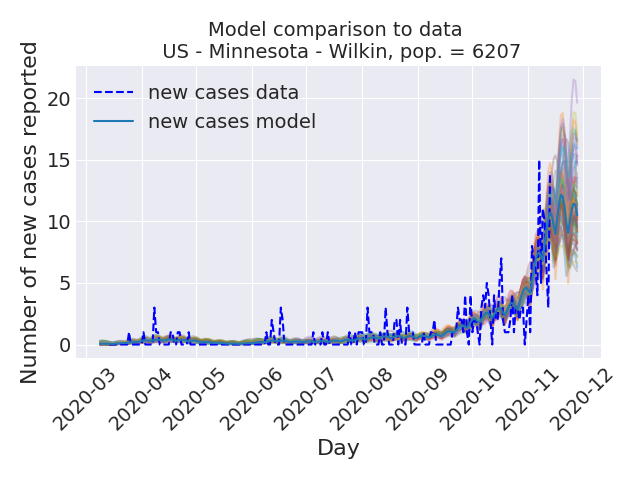 Model comparison to data
US - Minnesota - Wilkin, pop. = 6207
Number of new cases reported
20
15
10
5
0
new cases data
new cases model
2020-03
2020-04
2020-05
2020-06
2020-07
2020-08
2020-09
2020-10
2020-11
2020-12
Day